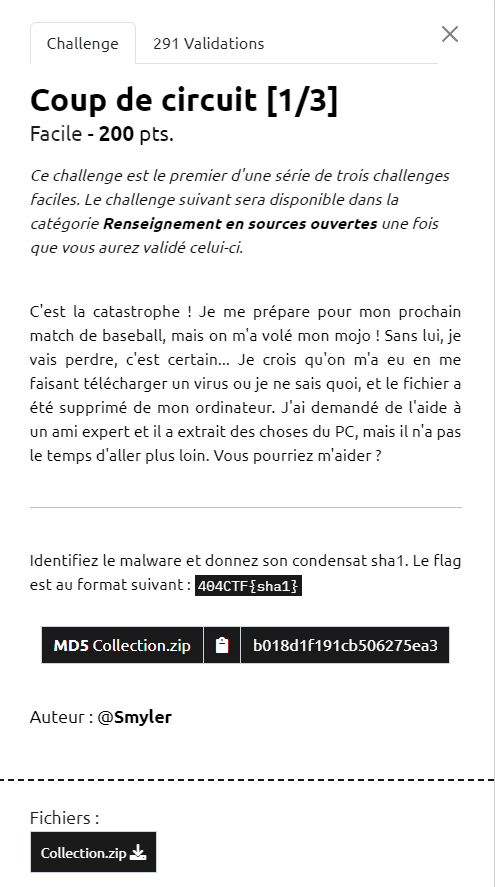 Challenge
291 Validations
Coup de circuit [1/3]
Facile - 200 pts.
Ce challenge est le premier d'une série de trois challenges
faciles. Le challenge suivant sera disponible dans la
catégorie Renseignement en sources ouvertes une fois
que vous aurez validé celui-ci.
C'est la catastrophe ! Je me prépare pour mon prochain
match de baseball, mais on m'a volé mon mojo ! Sans lui, je
vais perdre, c'est certain... Je crois qu'on m'a eu en me
faisant télécharger un virus ou je ne sais quoi, et le fichier a
été supprimé de mon ordinateur. J'ai demandé de l'aide à
un ami expert et il a extrait des choses du PC, mais il n'a pas
le temps d'aller plus loin. Vous pourriez m'aider ?
Identifiez le malware et donnez son condensat sha1. Le flag
est au format suivant : 404CTF{sha1}
MD5 Collection.zip b018d1f191cb506275ea3
Auteur : @Smyler
Fichiers :
Collection.zip